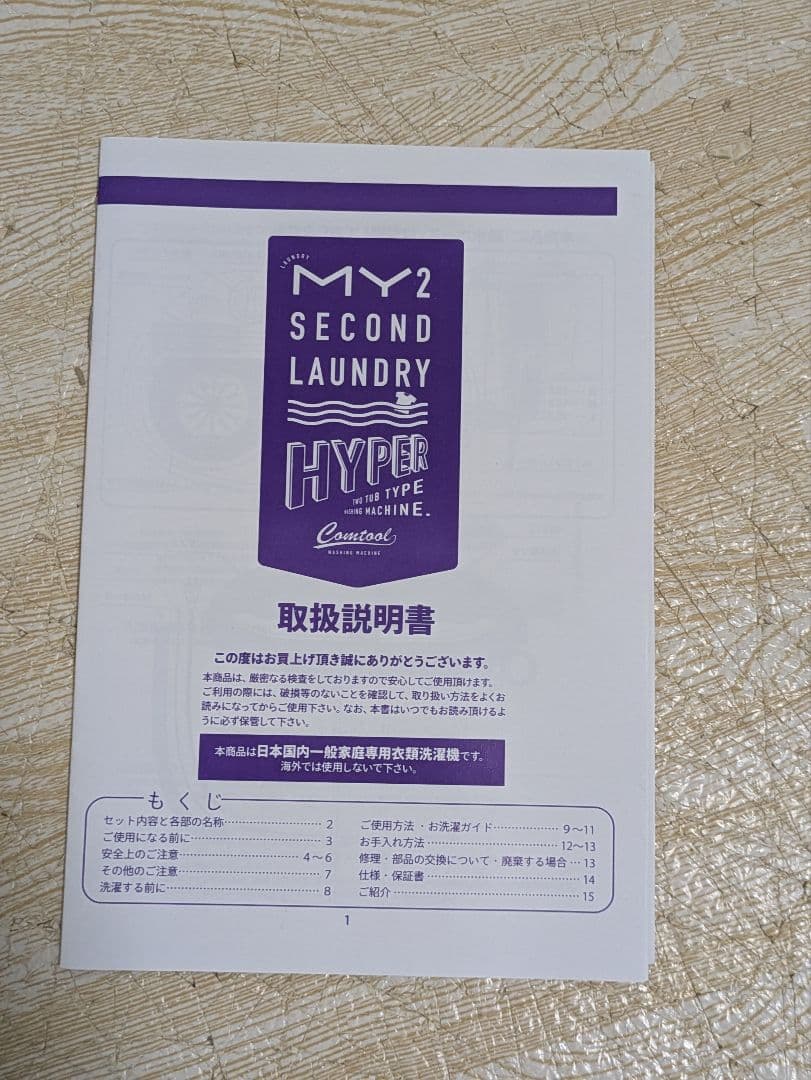 LAUNDRY
MY2
SECOND
LAUNDRY
HYPER
TWO TUB TYPE
WASHING MACHINE.
Comtool
WASHING MACHINE
取扱説明書
この度はお買上げ頂き誠にありがとうございます。
本商品は、厳密なる検査をしておりますので安心してご使用頂けます。
ご利用の際には、破損等のないことを確認して、取り扱い方法をよくお
読みになってからご使用下さい。なお、本書はいつでもお読み頂けるよ
うに必ず保管して下さい。
本商品は日本国内一般家庭専用衣類洗濯機です。
海外では使用しないで下さい。
もくじ
セット内容と各部の名称…………………… 2
ご使用になる前に…………………………… 3
安全上のご注意………………………… 4～6
その他のご注意……………………………… 7
洗濯する前に………………………………… 8
ご使用方法・お洗濯ガイド……………… 9～11
お手入れ方法…………………………… 12～13
修理・部品の交換について・廃棄する場合… 13
仕様・保証書………………………………… 14
ご紹介………………………………………… 15
1